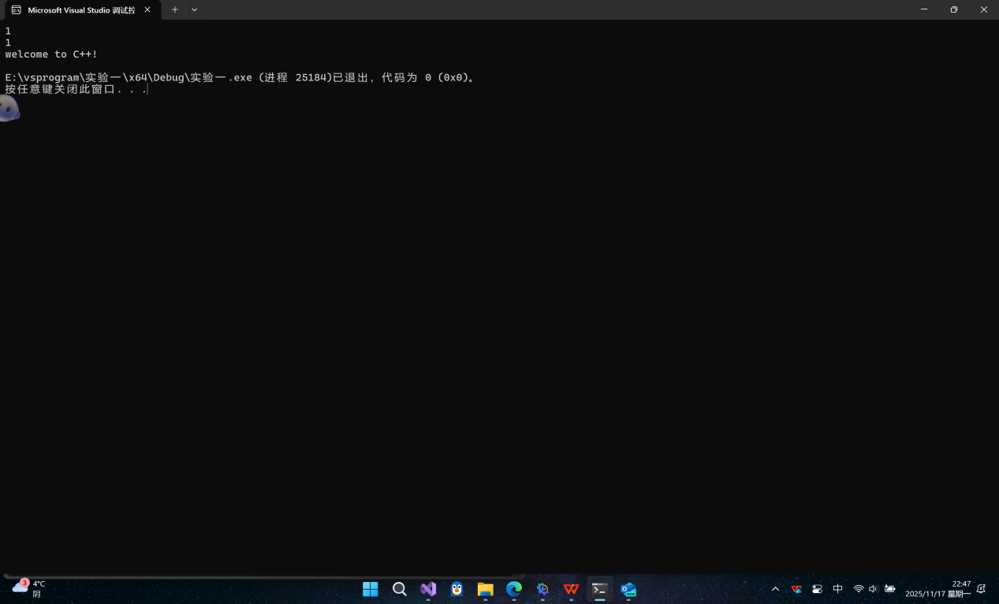 Microsoft Visual Studio 调试控
1
1
welcome to C++!
E:\vsprogram\实验一\x64\Debug\实验一.exe (进程 25184)已退出，代码为 0 (0x0)。
按任意键关闭此窗口. . .
3
4°C
阴
NEW
中
22:47
2025/11/17 星期一